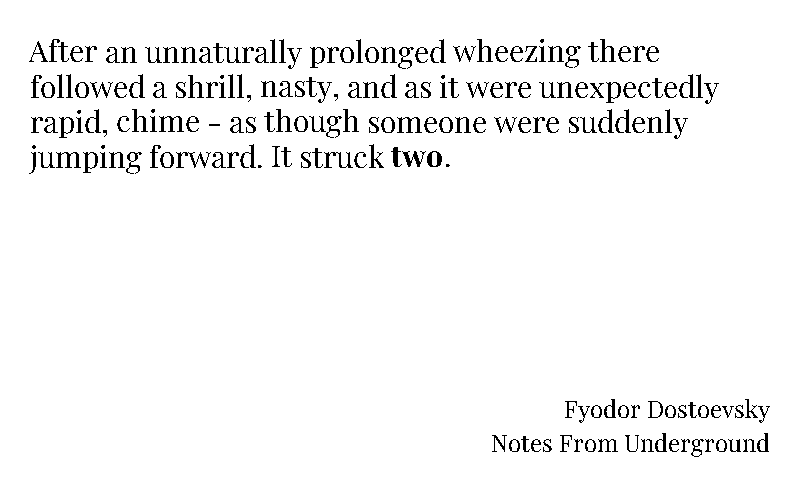 After an unnaturally prolonged wheezing there
followed a shrill, nasty, and as it were unexpectedly
rapid, chime – as though someone were suddenly
jumping forward. It struck two.
Fyodor Dostoevsky
Notes From Underground